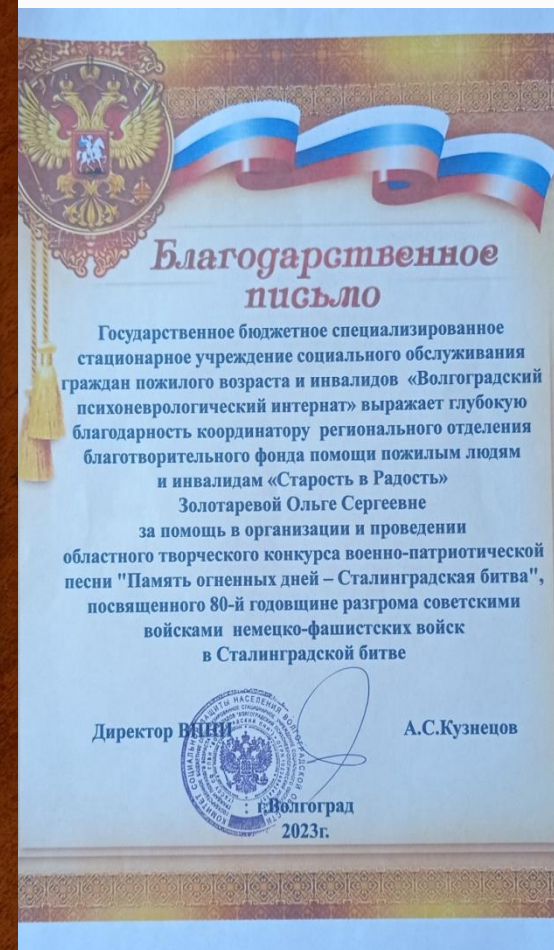 Благодарственное
письмо
Государственное бюджетное специализированное
стационарное учреждение социального обслуживания
граждан пожилого возраста и инвалидов «Волгоградский
психоневрологический интернат» выражает глубокую
благодарность координатору регионального отделения
благотворительного фонда помощи пожилым людям
и инвалидам «Старость в Радость»
Золотаревой Ольге Сергеевне
за помощь в организации и проведении
областного творческого конкурса военно-патриотической
песни "Память огненных дней – Сталинградская битва",
посвященного 80-й годовщине разгрома советскими
войсками немецко-фашистских войск
в Сталинградской битве
Директор ВПНИ А.С.Кузнецов
г.Волгоград
2023г.